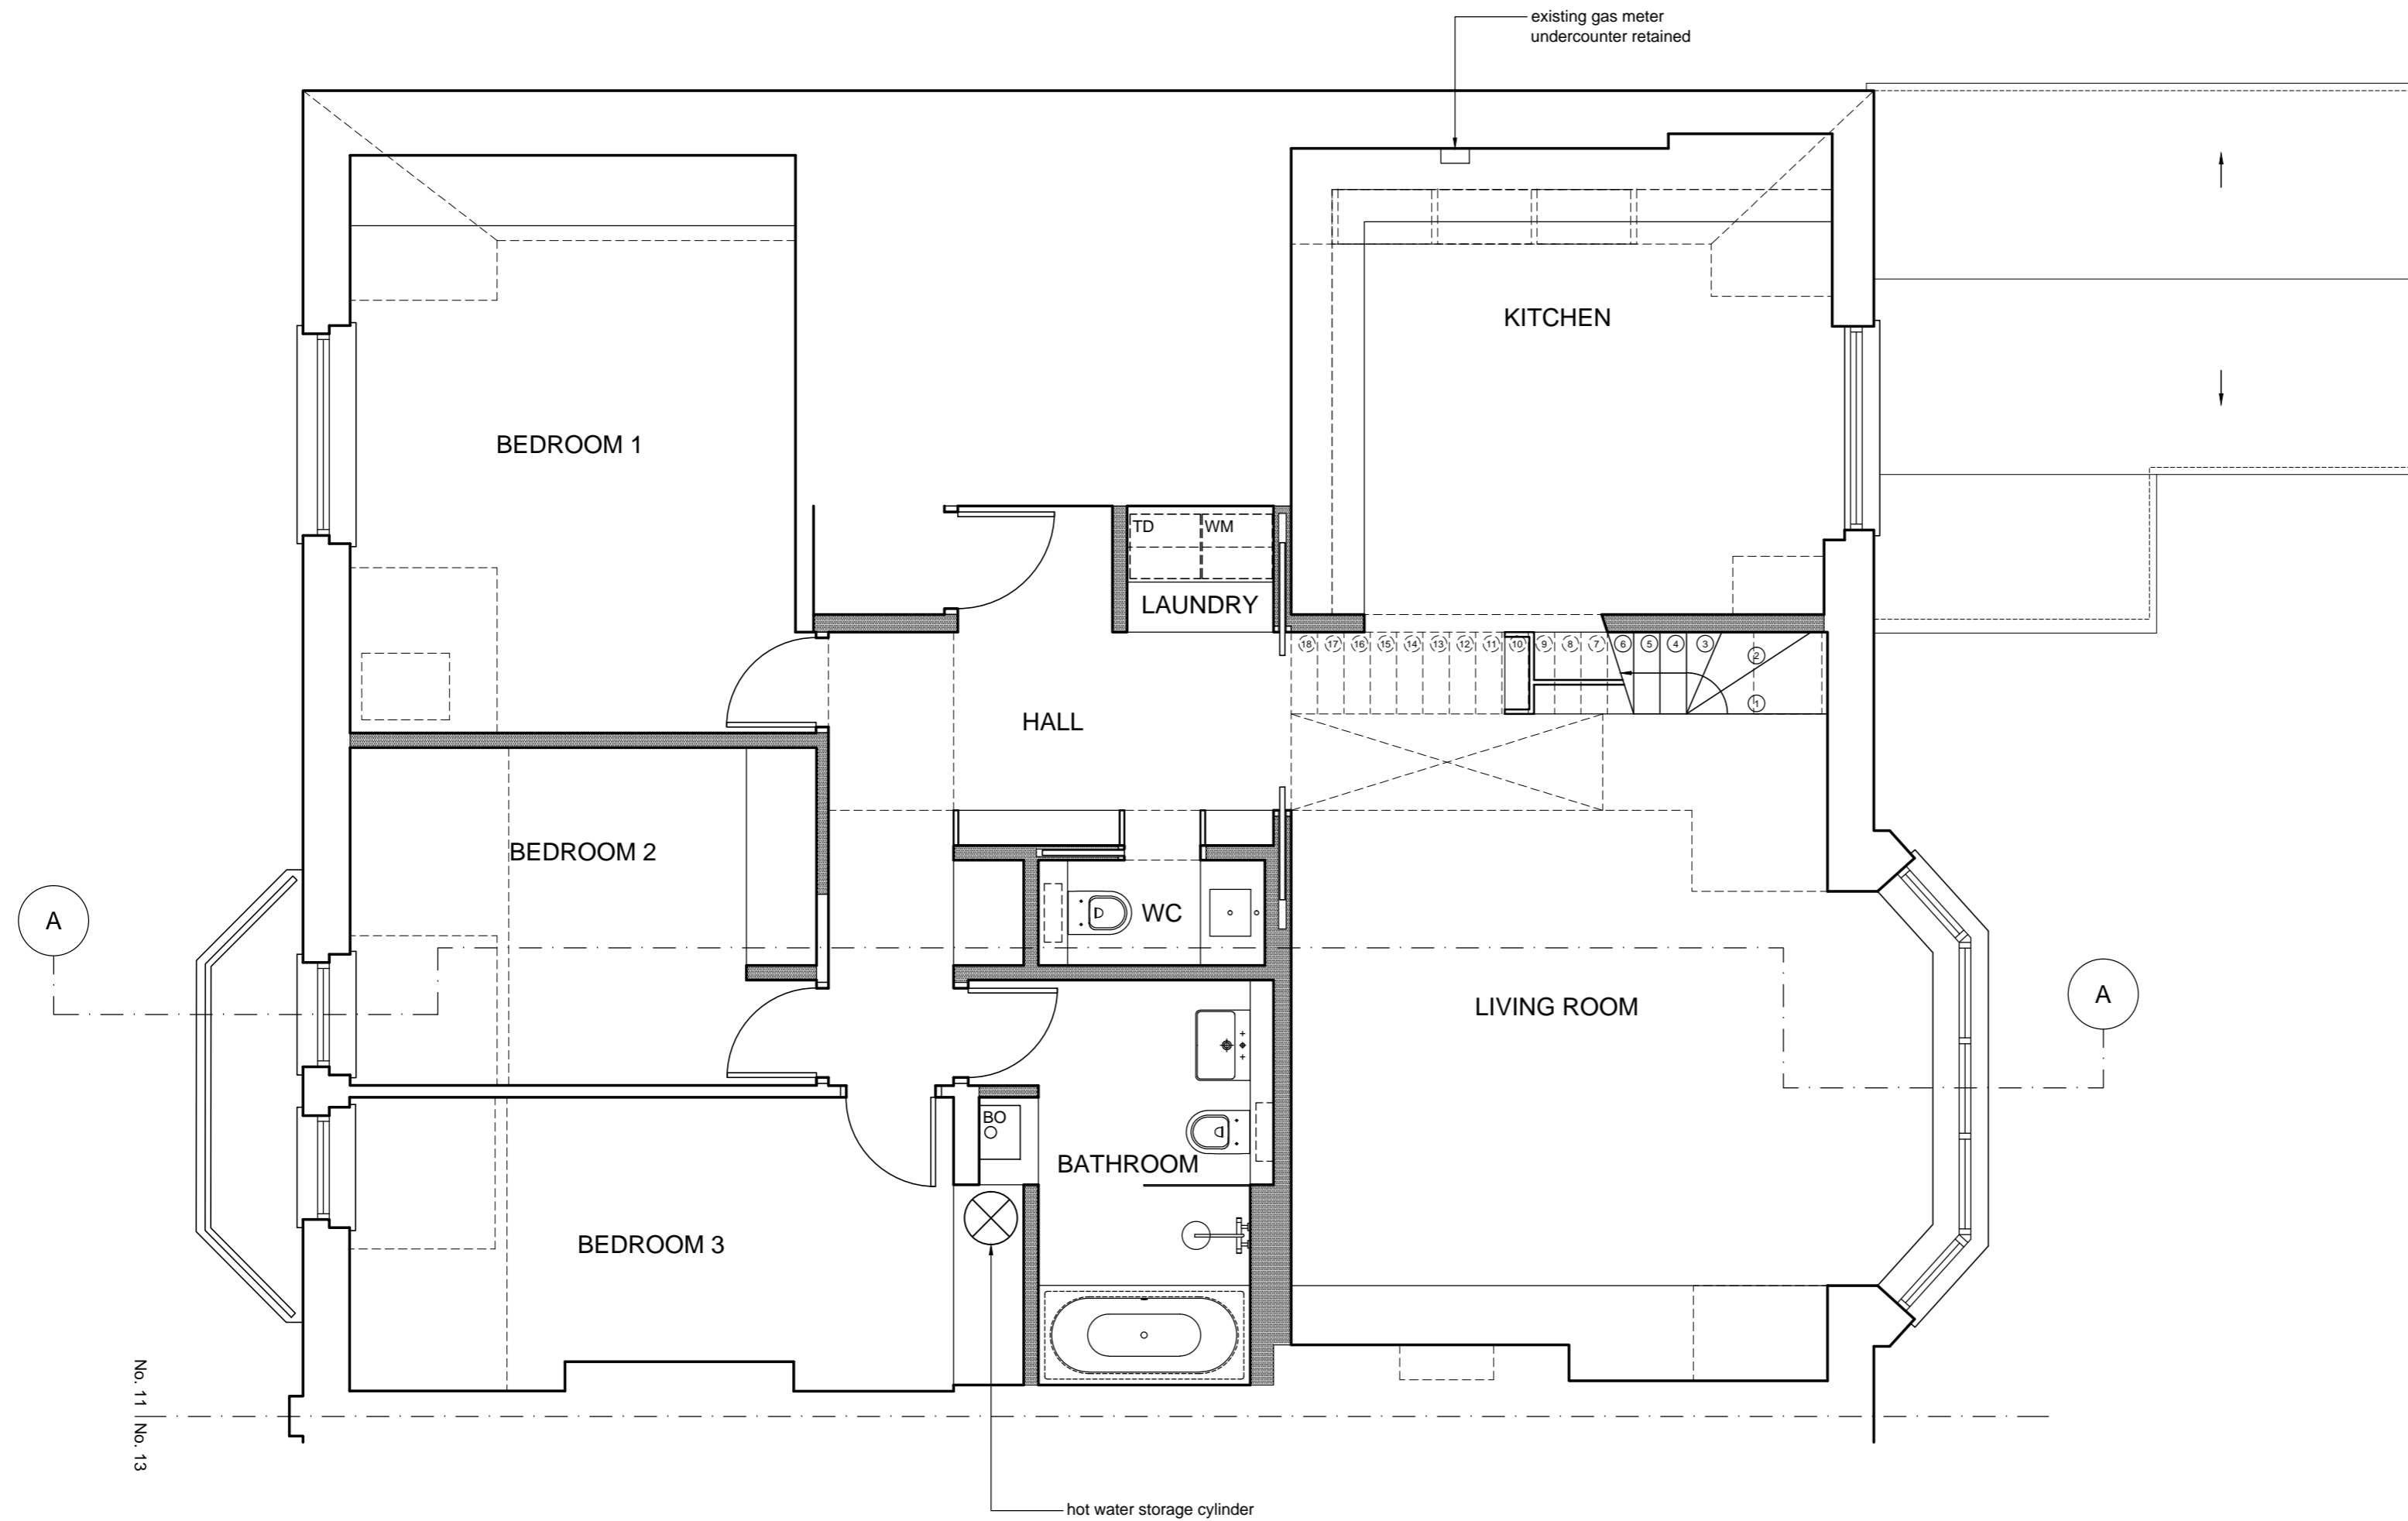 existing gas meter
undercounter retained
KITCHEN
BEDROOM 1
TD WM
LAUNDRY
18 17 16 15 14 13 12 11 10 9 8 7 6 5 4 3
2
1
HALL
BEDROOM 2
WC
A
A
LIVING ROOM
BO
BATHROOM
BEDROOM 3
No. 11
No. 13
hot water storage cylinder